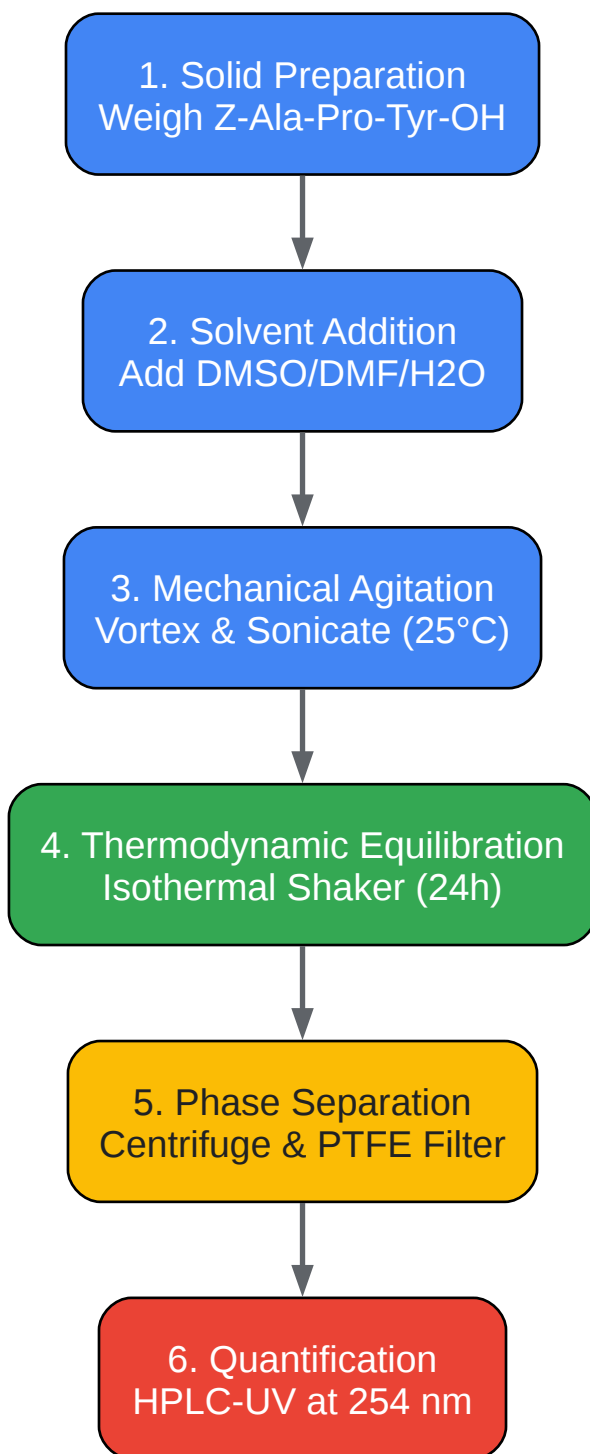 1. Solid Preparation
Weigh Z-Ala-Pro-Tyr-OH
2. Solvent Addition
Add DMSO/DMF/H2O
3. Mechanical Agitation
Vortex & Sonicate (25°C)
4. Thermodynamic Equilibration
Isothermal Shaker (24h)
5. Phase Separation
Centrifuge & PTFE Filter
6. Quantification
HPLC-UV at 254 nm